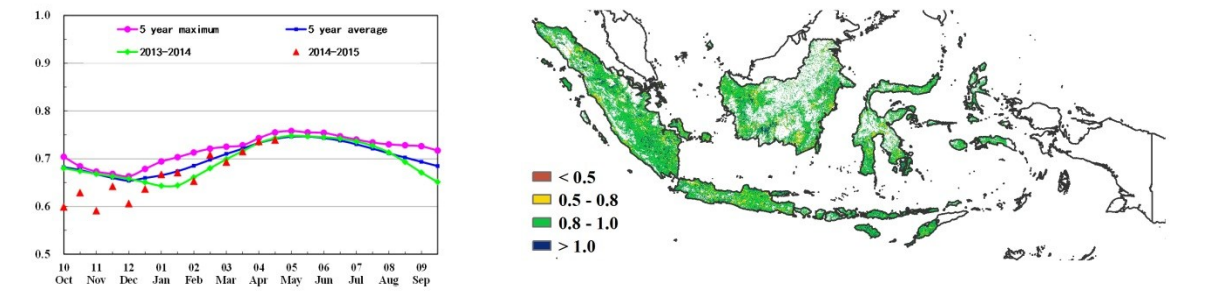 1.0
5 year maximum 5 year average
2013-2014 2014-2015
0.9
0.8
0.7
0.6
0.5
10 11 12 01 02 03 04 05 06 07 08 09
Oct Nov Dec Jan Feb Mar Apr May Jun Jul Aug Sep
< 0.5
0.5 - 0.8
0.8 - 1.0
> 1.0